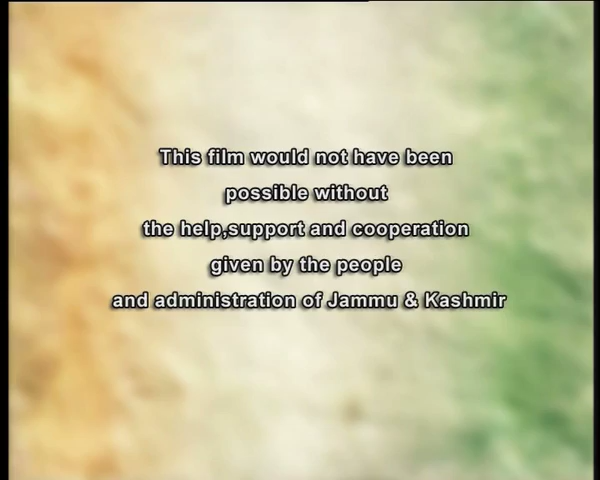 This film would not have been
possible without
the help,support and cooperation
given by the people
and administration of Jammu & Kashmir